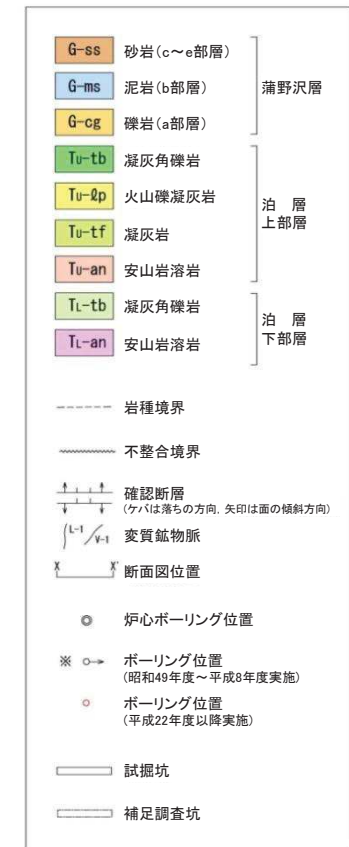 G-ss 砂岩(c～e部層)
G-ms 泥岩(b部層) 蒲野沢層
G-cg 礫岩(a部層)
Tu-tb 凝灰角礫岩
Tu-ℓp 火山礫凝灰岩 泊 層
上部層
Tu-tf 凝灰岩
Tu-an 安山岩溶岩
TL-tb 凝灰角礫岩 泊 層
下部層
TL-an 安山岩溶岩
岩種境界
不整合境界
確認断層
(ケバは落ちの方向，矢印は面の傾斜方向)
L-1 V-1 変質鉱物脈
X X' 断面図位置
炉心ボーリング位置
※ ボーリング位置
(昭和49年度～平成8年度実施)
ボーリング位置
(平成22年度以降実施)
試掘坑
補足調査坑